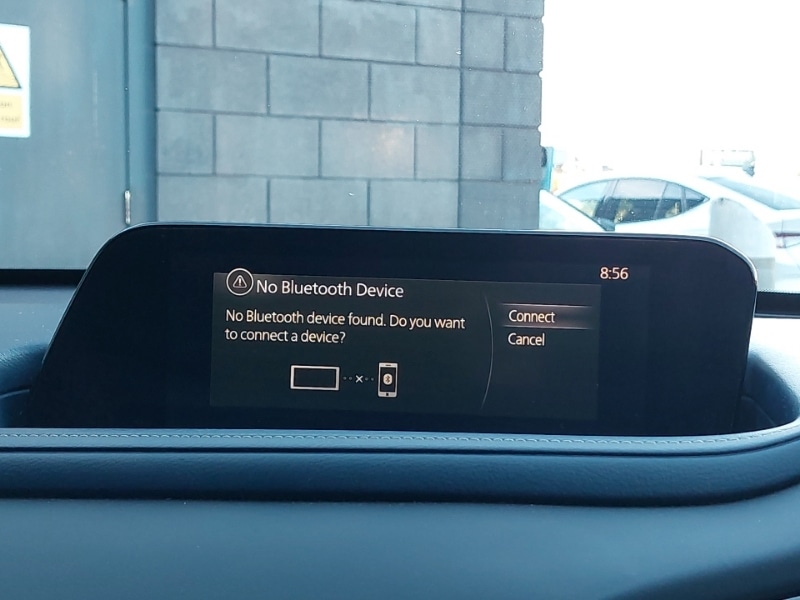 8:56
No Bluetooth Device
No Bluetooth device found. Do you want
to connect a device?
Connect
Cancel